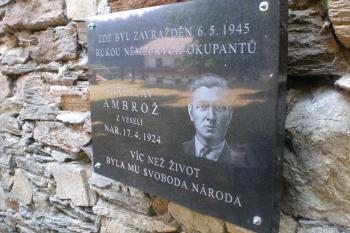 ZDE BYL ZAVRAŽDĚN 6.5.1945
RUKOU NĚMECKÝCH OKUPANTŮ
MIROSLAV
AMBROŽ
Z VESELÍ
NAR. 17.4.1924
VÍC NEŽ ŽIVOT
BYLA MU SVOBODA NÁRODA